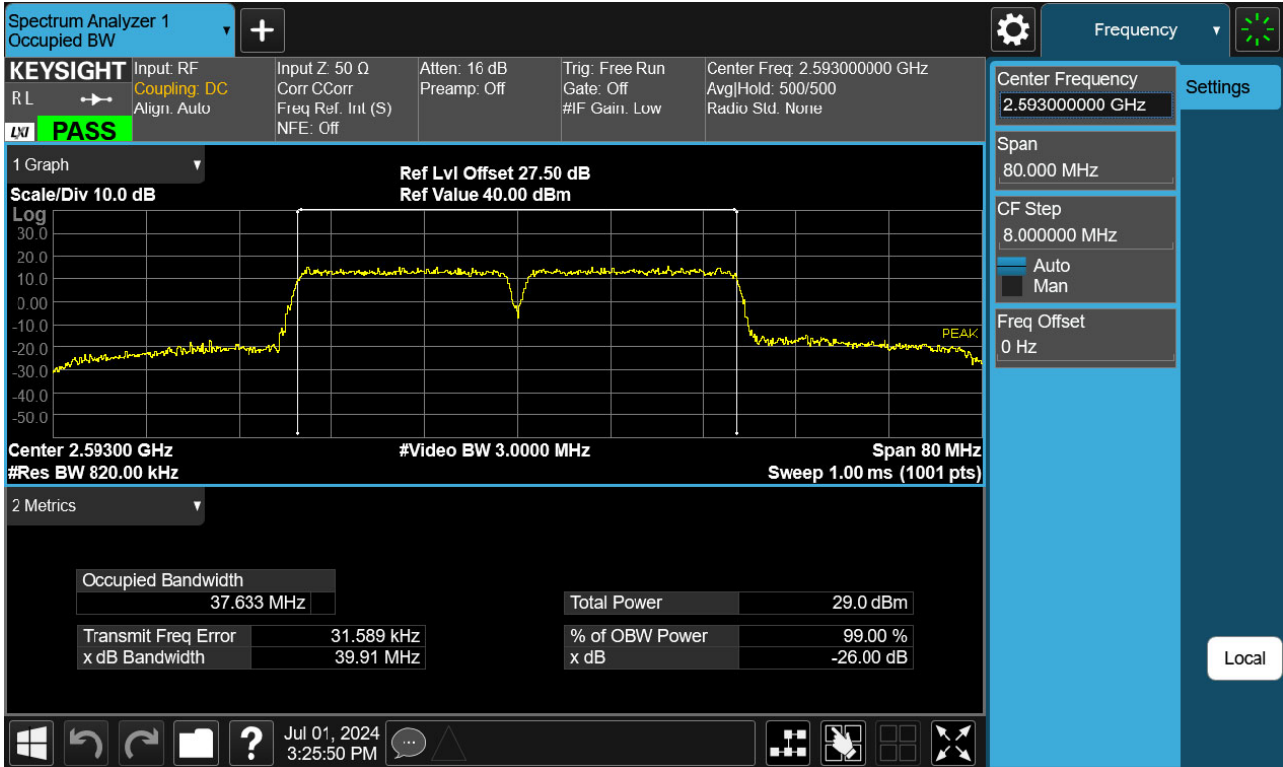 Spectrum Analyzer 1
Occupied BW
Frequency
KEYSIGHT
RL
LXI
PASS
Input: RF
Coupling: DC
Align: Auto
Input Z: 50 Ω
Corr CCorr
Freq Ref: Int (S)
NFE: Off
Atten: 16 dB
Preamp: Off
Trig: Free Run
Gate: Off
#IF Gain: Low
Center Freq: 2.593000000 GHz
Avg|Hold: 500/500
Radio Std: None
Center Frequency
2.593000000 GHz
Settings
Span
80.000 MHz
CF Step
8.000000 MHz
Auto
Man
Freq Offset
0 Hz
Local
1 Graph
Scale/Div 10.0 dB
Ref Lvl Offset 27.50 dB
Ref Value 40.00 dBm
Log
30.0
20.0
10.0
0.00
-10.0
-20.0
-30.0
-40.0
-50.0
PEAK
Center 2.59300 GHz
#Video BW 3.0000 MHz
Span 80 MHz
#Res BW 820.00 kHz
Sweep 1.00 ms (1001 pts)
2 Metrics
Occupied Bandwidth
37.633 MHz
Total Power 29.0 dBm
Transmit Freq Error 31.589 kHz
% of OBW Power 99.00 %
x dB Bandwidth 39.91 MHz
x dB -26.00 dB
Jul 01, 2024
3:25:50 PM